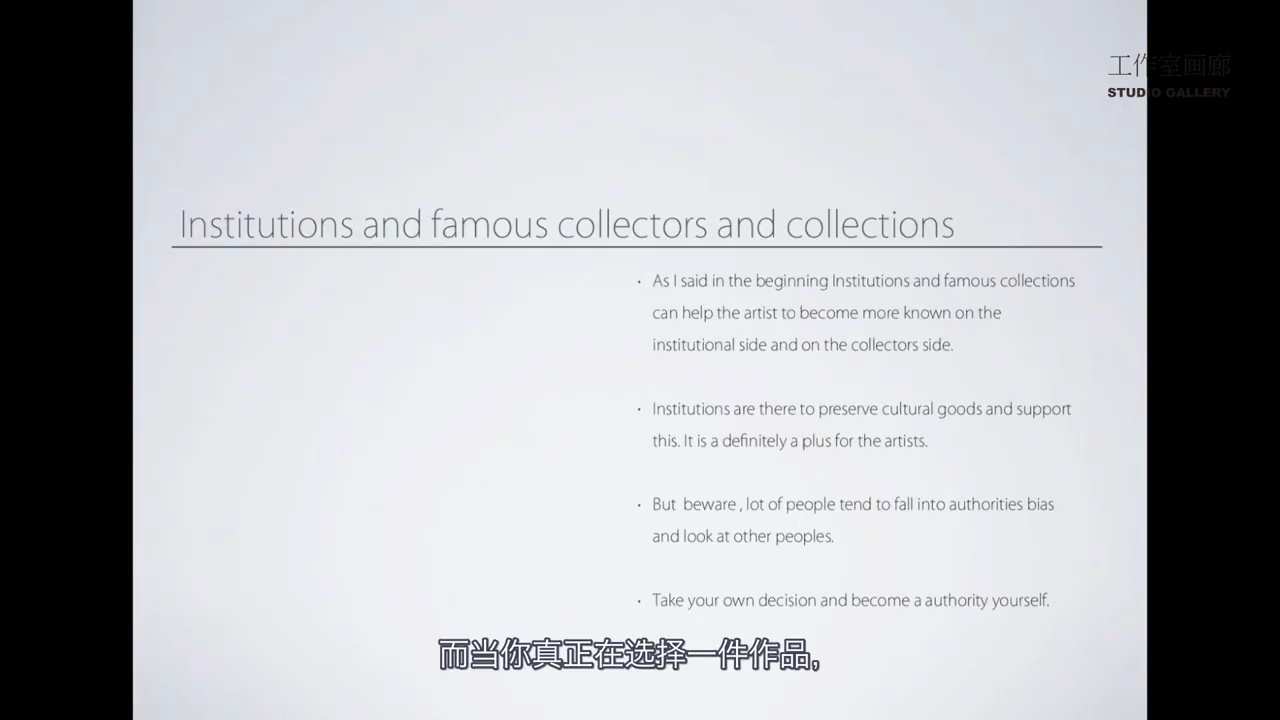 工作室画廊
STUDIO GALLERY
Institutions and famous collectors and collections
• As I said in the beginning Institutions and famous collections
can help the artist to become more known on the
institutional side and on the collectors side.
• Institutions are there to preserve cultural goods and support
this. It is a definitely a plus for the artists.
• But  beware , lot of people tend to fall into authorities bias
and look at other peoples.
• Take your own decision and become a authority yourself.
而当你真正在选择一件作品,